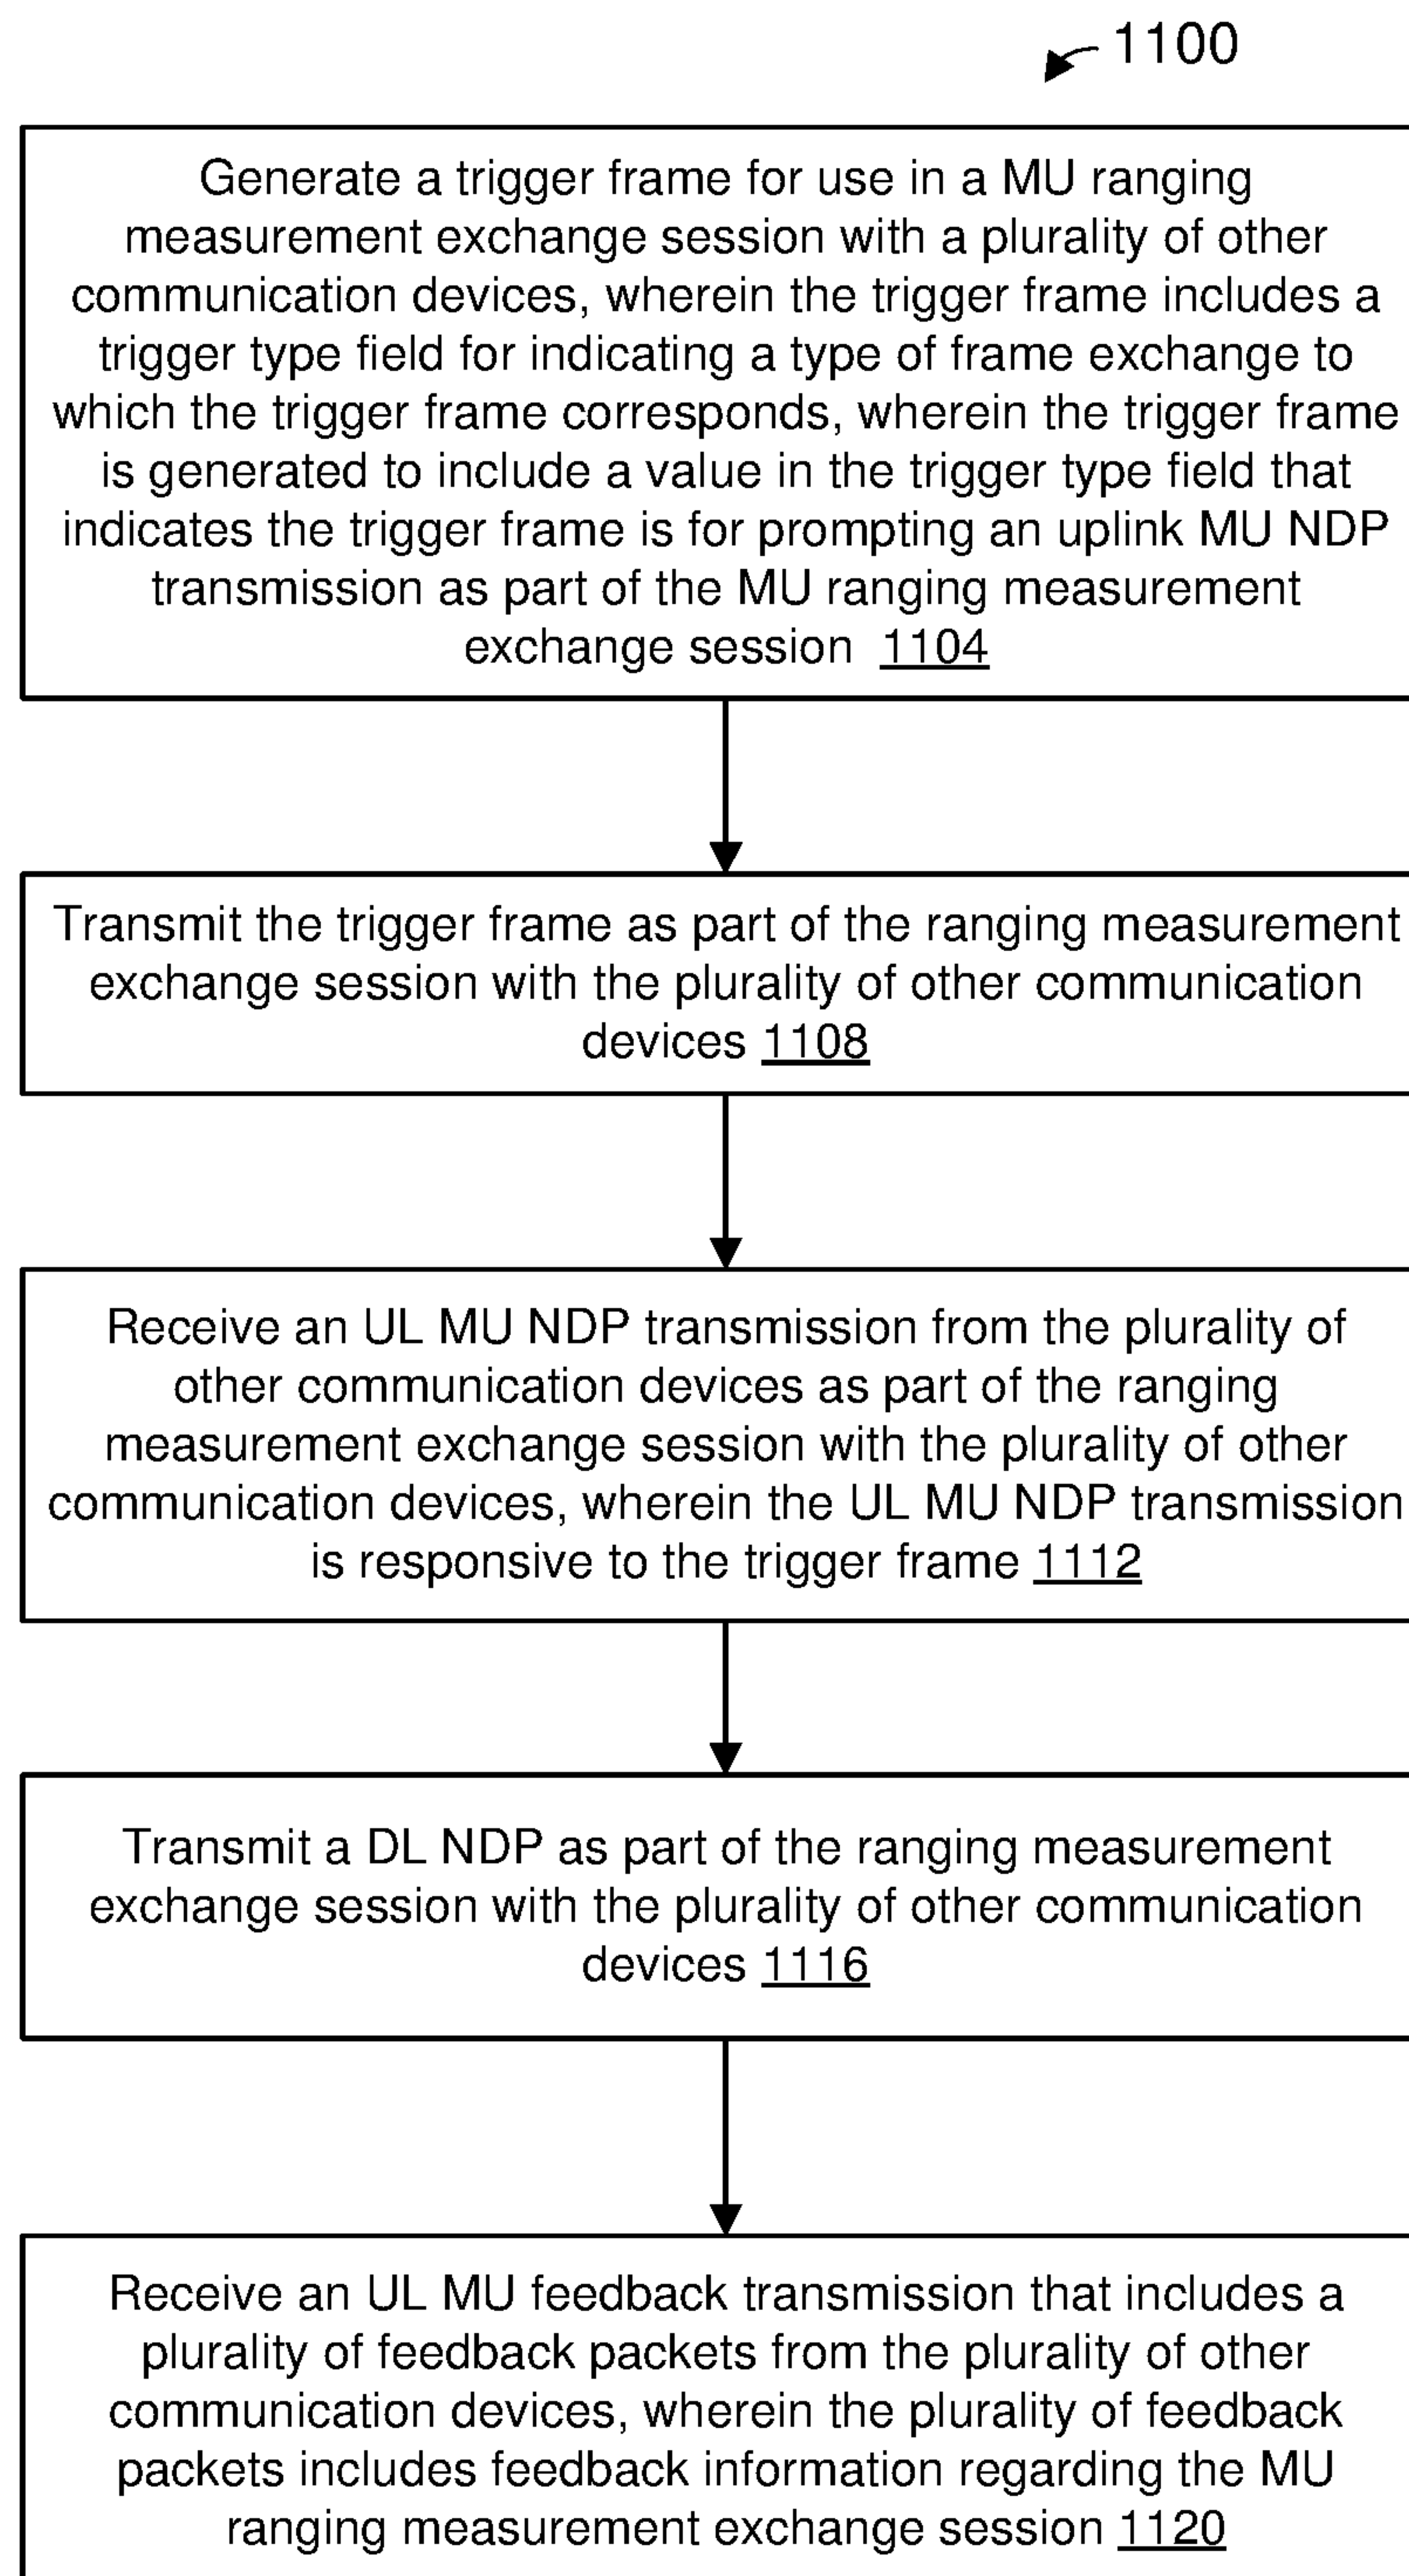 1100
Generate a trigger frame for use in a MU ranging
measurement exchange session with a plurality of other
communication devices, wherein the trigger frame includes a
trigger type field for indicating a type of frame exchange to
which the trigger frame corresponds, wherein the trigger frame
is generated to include a value in the trigger type field that
indicates the trigger frame is for prompting an uplink MU NDP
transmission as part of the MU ranging measurement
exchange session 1104
Transmit the trigger frame as part of the ranging measurement
exchange session with the plurality of other communication
devices 1108
Receive an UL MU NDP transmission from the plurality of
other communication devices as part of the ranging
measurement exchange session with the plurality of other
communication devices, wherein the UL MU NDP transmission
is responsive to the trigger frame 1112
Transmit a DL NDP as part of the ranging measurement
exchange session with the plurality of other communication
devices 1116
Receive an UL MU feedback transmission that includes a
plurality of feedback packets from the plurality of other
communication devices, wherein the plurality of feedback
packets includes feedback information regarding the MU
ranging measurement exchange session 1120